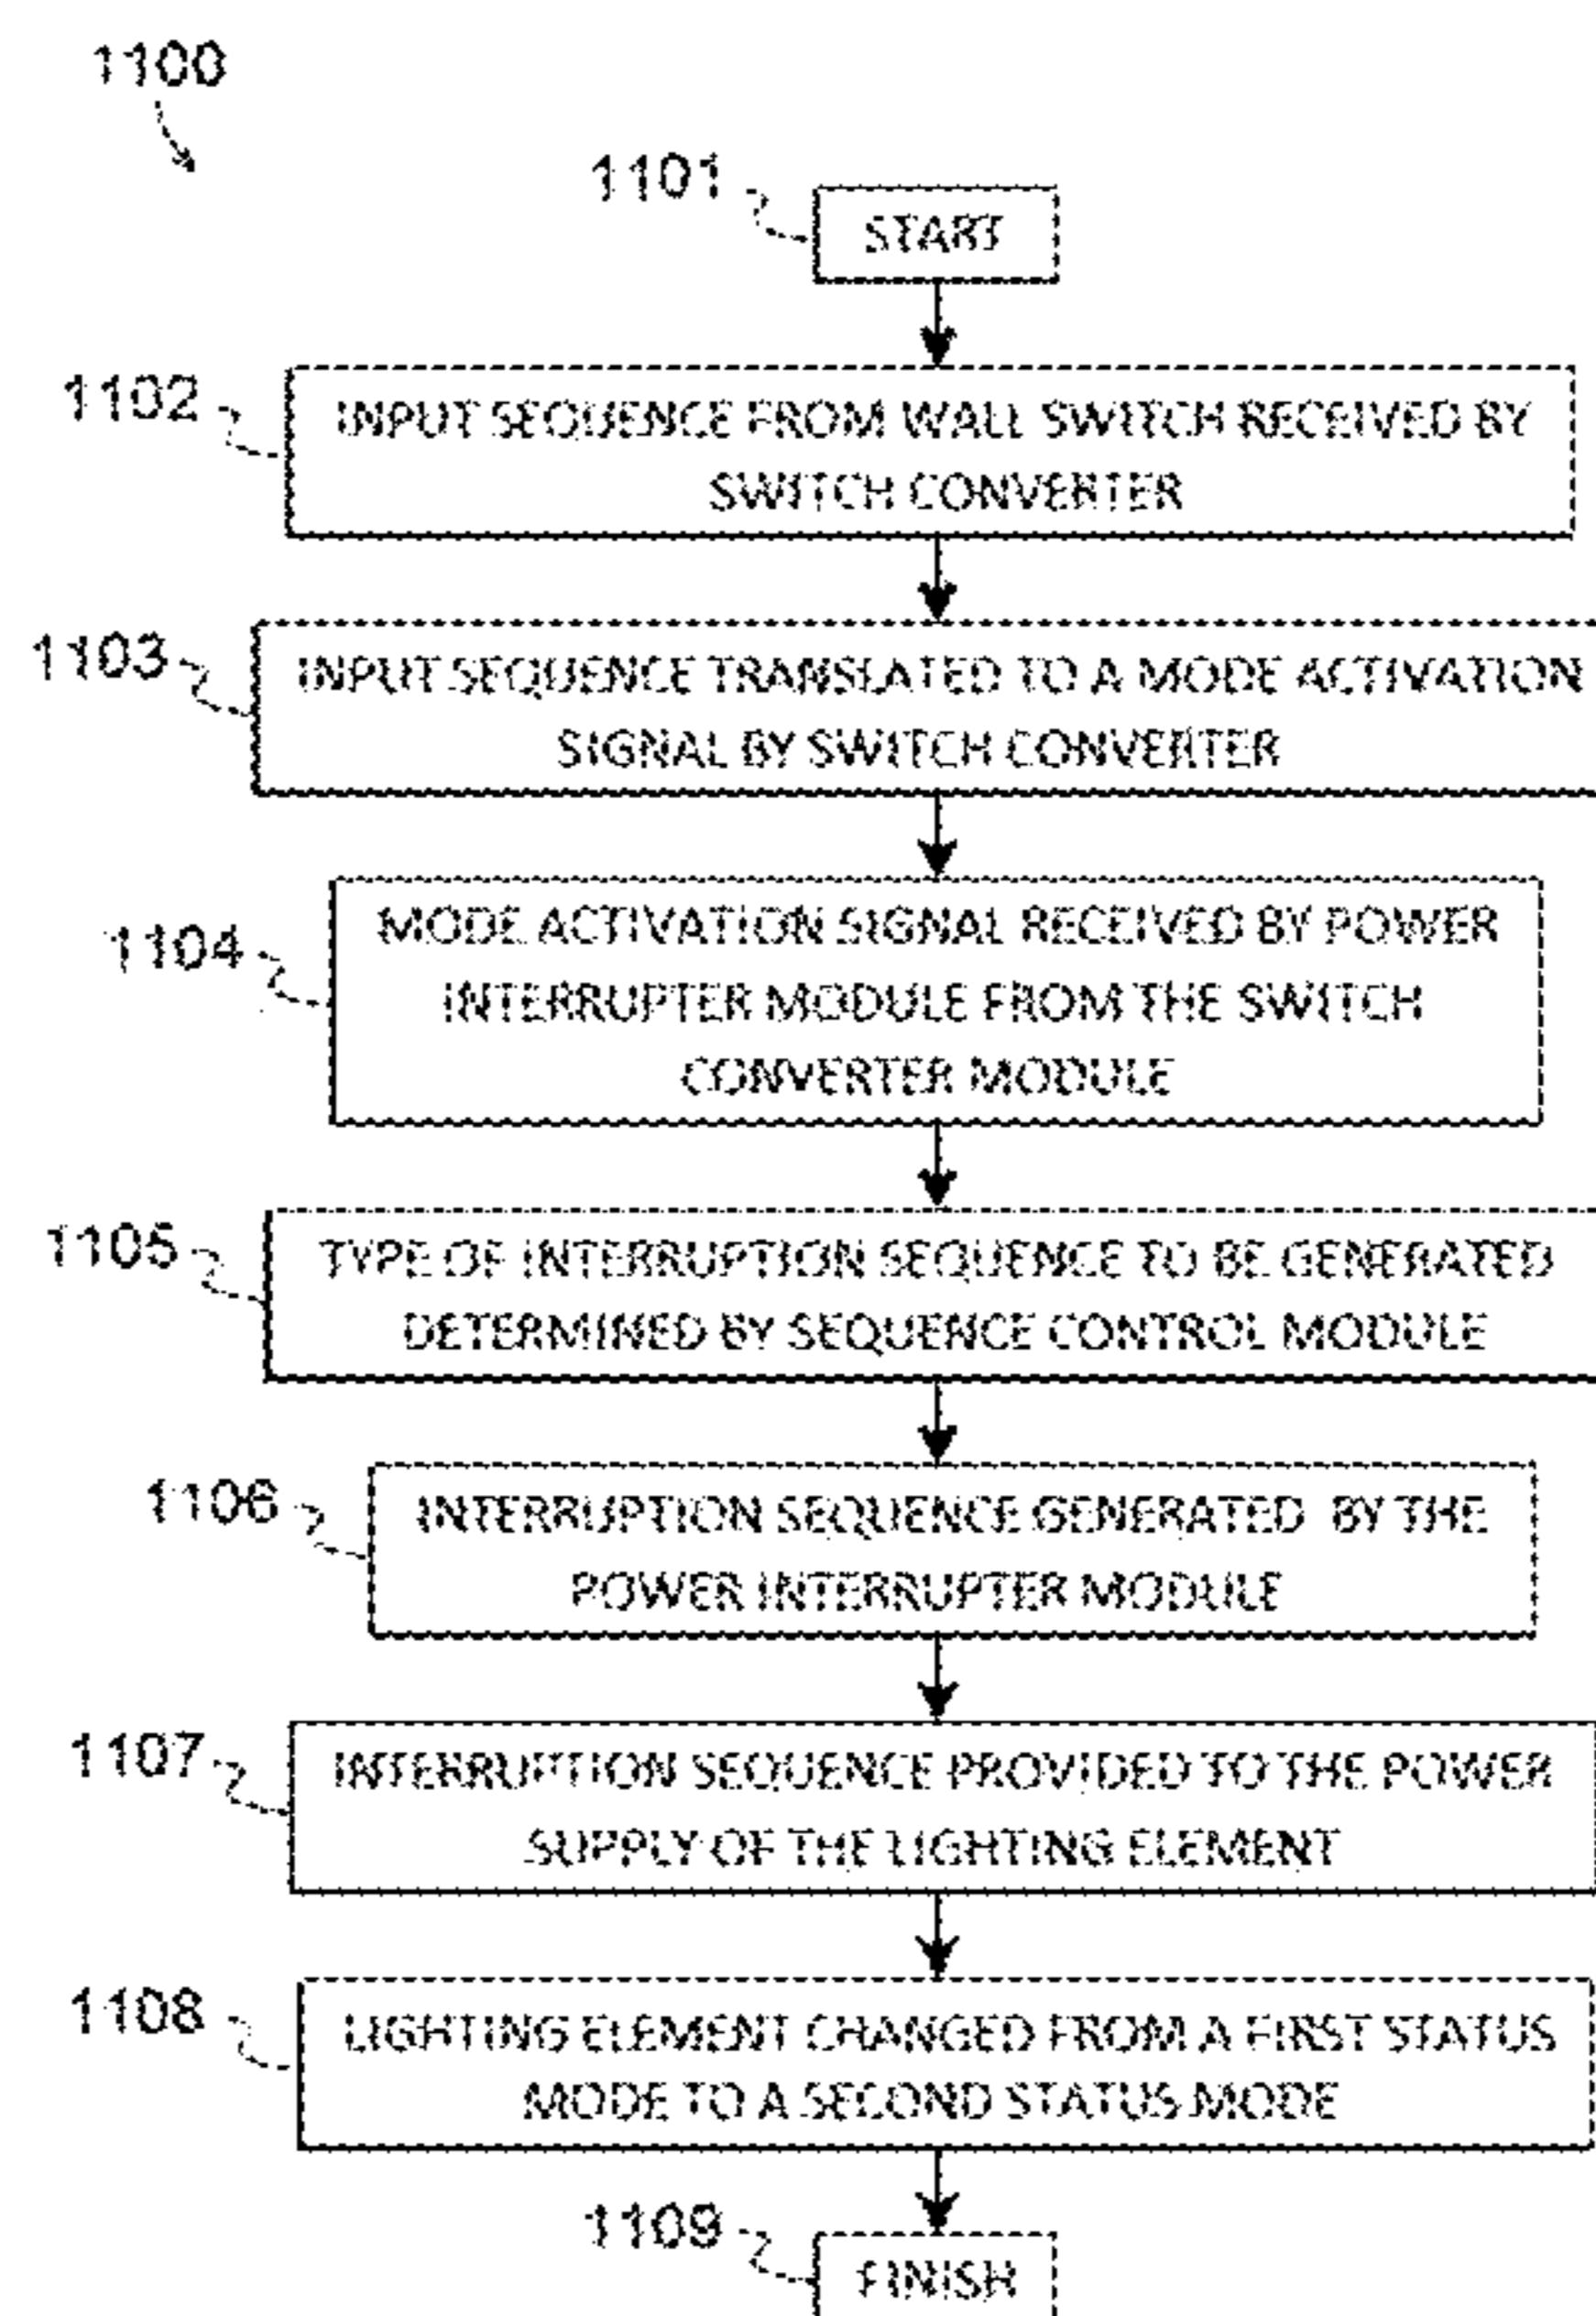 1100
1101
START
1102
INPUT SEQUENCE FROM WALL SWITCH RECEIVED BY
SWITCH CONVERTER
1103
INPUT SEQUENCE TRANSLATED TO A MODE ACTIVATION
SIGNAL BY SWITCH CONVERTER
1104
MODE ACTIVATION SIGNAL RECEIVED BY POWER
INTERRUPTER MODULE FROM THE SWITCH
CONVERTER MODULE
1105
TYPE OF INTERRUPTION SEQUENCE TO BE GENERATED
DETERMINED BY SEQUENCE CONTROL MODULE
1106
INTERRUPTION SEQUENCE GENERATED BY THE
POWER INTERRUPTER MODULE
1107
INTERRUPTION SEQUENCE PROVIDED TO THE POWER
SUPPLY OF THE LIGHTING ELEMENT
1108
LIGHTING ELEMENT CHANGED FROM A FIRST STATUS
MODE TO A SECOND STATUS MODE
1109
FINISH